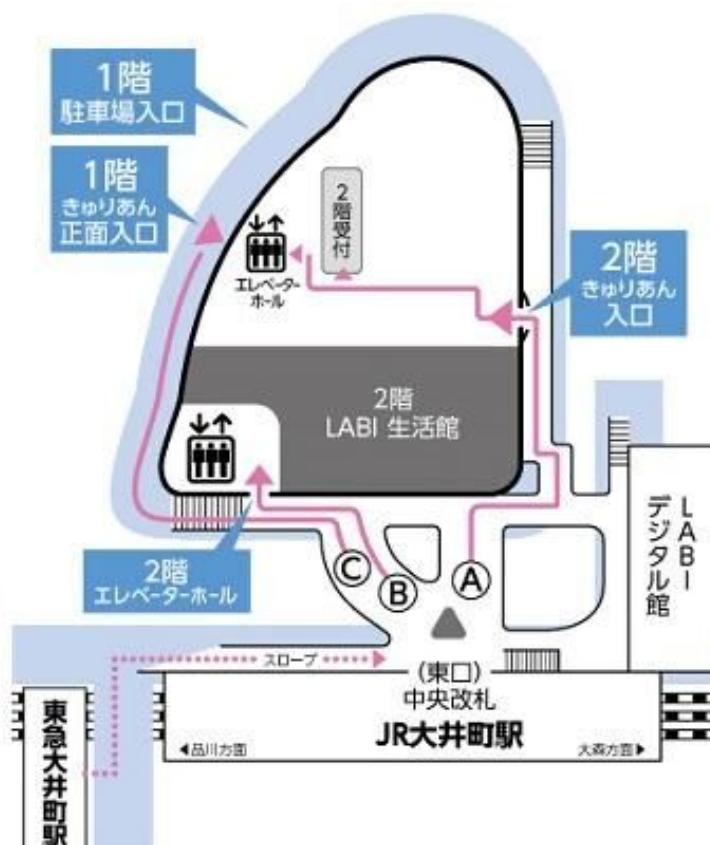 1階
駐車場入口
1階
きゅりあん
正面入口
2階受付
エレベーター
ホール
2階
きゅりあん
入口
2階
LABI 生活館
LABI
デジタル館
2階
エレベーターホール
C
B
A
スロープ
(東口)
中央改札
JR大井町駅
◀品川方面
大森方面▶
東急大井町駅